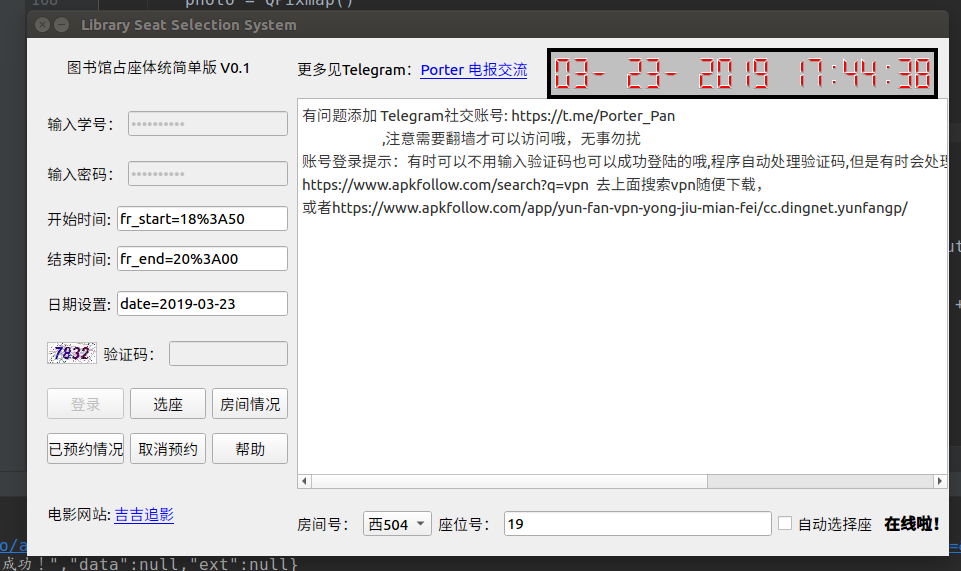 168 photo = QPixmap()
Library Seat Selection System
图书馆占座体统简单版 V0.1
更多见Telegram：Porter 电报交流
03- 23- 2019 17:44:38
输入学号： ••••••••••
输入密码： ••••••••••
开始时间: fr_start=18%3A50
结束时间: fr_end=20%3A00
日期设置: date=2019-03-23
7832 验证码：
登录 选座 房间情况
已预约情况 取消预约 帮助
电影网站: 吉吉追影
有问题添加 Telegram社交账号: https://t.me/Porter_Pan
,注意需要翻墙才可以访问哦，无事勿扰
账号登录提示：有时可以不用输入验证码也可以成功登陆的哦,程序自动处理验证码,但是有时会处理
https://www.apkfollow.com/search?q=vpn 去上面搜索vpn随便下载，
或者https://www.apkfollow.com/app/yun-fan-vpn-yong-jiu-mian-fei/cc.dingnet.yunfangp/
房间号： 西504 座位号： 19 自动选择座 在线啦!
o/a
成功！","data":null,"ext":null}